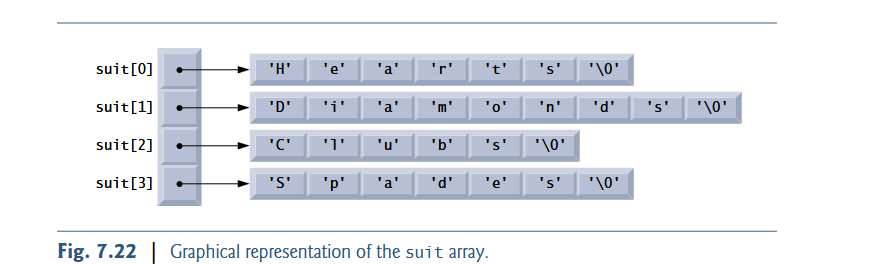 suit[0] 'H' 'e' 'a' 'r' 't' 's' '\0'
suit[1] 'D' 'i' 'a' 'm' 'o' 'n' 'd' 's' '\0'
suit[2] 'C' 'l' 'u' 'b' 's' '\0'
suit[3] 'S' 'p' 'a' 'd' 'e' 's' '\0'
Fig. 7.22 | Graphical representation of the suit array.